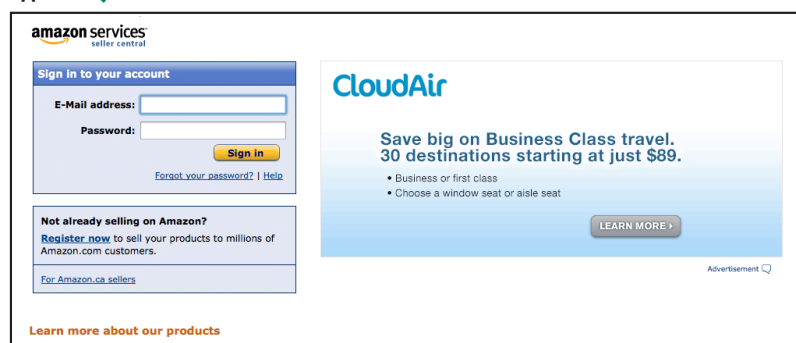 amazon services
seller central
Sign in to your account
E-Mail address:
Password:
Sign in
Forgot your password? | Help
Not already selling on Amazon?
Register now to sell your products to millions of
Amazon.com customers.
For Amazon.ca sellers
CloudAir
Save big on Business Class travel.
30 destinations starting at just $89.
• Business or first class
• Choose a window seat or aisle seat
LEARN MORE
Advertisement
Learn more about our products